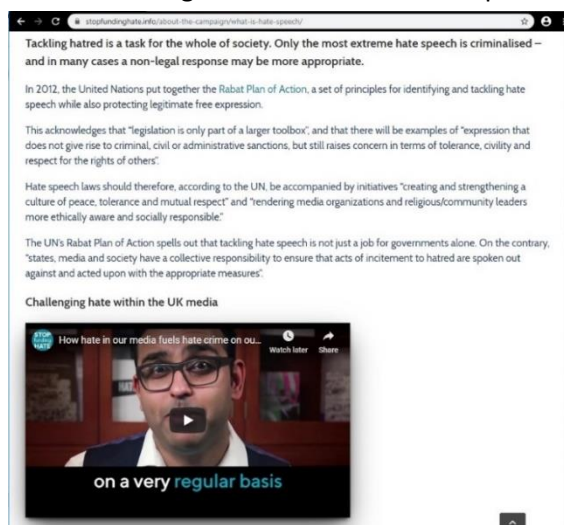 stopfundinghate.info/about-the-campaign/what-is-hate-speech/
Tackling hatred is a task for the whole of society. Only the most extreme hate speech is criminalised –
and in many cases a non-legal response may be more appropriate.
In 2012, the United Nations put together the Rabat Plan of Action, a set of principles for identifying and tackling hate
speech while also protecting legitimate free expression.
This acknowledges that “legislation is only part of a larger toolbox”, and that there will be examples of “expression that
does not give rise to criminal, civil or administrative sanctions, but still raises concern in terms of tolerance, civility and
respect for the rights of others”.
Hate speech laws should therefore, according to the UN, be accompanied by initiatives “creating and strengthening a
culture of peace, tolerance and mutual respect” and “rendering media organizations and religious/community leaders
more ethically aware and socially responsible.”
The UN’s Rabat Plan of Action spells out that tackling hate speech is not just a job for governments alone. On the contrary,
“states, media and society have a collective responsibility to ensure that acts of incitement to hatred are spoken out
against and acted upon with the appropriate measures”.
Challenging hate within the UK media
STOP
funding
HATE
How hate in our media fuels hate crime on ou...
Watch later
Share
on a very regular basis